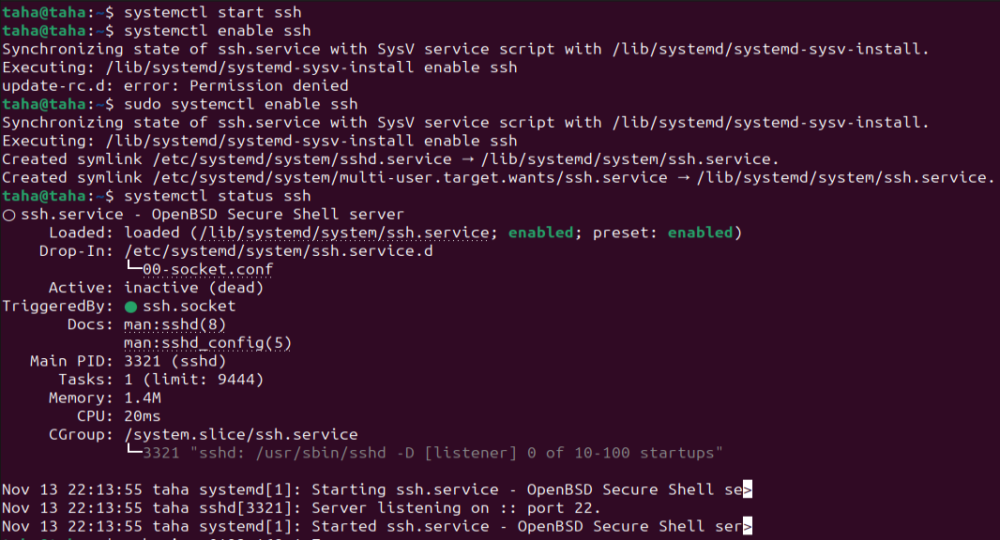 taha@taha:~$ systemctl start ssh
taha@taha:~$ systemctl enable ssh
Synchronizing state of ssh.service with SysV service script with /lib/systemd/systemd-sysv-install.
Executing: /lib/systemd/systemd-sysv-install enable ssh
update-rc.d: error: Permission denied
taha@taha:~$ sudo systemctl enable ssh
Synchronizing state of ssh.service with SysV service script with /lib/systemd/systemd-sysv-install.
Executing: /lib/systemd/systemd-sysv-install enable ssh
Created symlink /etc/systemd/system/sshd.service → /lib/systemd/system/ssh.service.
Created symlink /etc/systemd/system/multi-user.target.wants/ssh.service → /lib/systemd/system/ssh.service.
taha@taha:~$ systemctl status ssh
○ ssh.service - OpenBSD Secure Shell server
Loaded: loaded (/lib/systemd/system/ssh.service; enabled; preset: enabled)
Drop-In: /etc/systemd/system/ssh.service.d
└─00-socket.conf
Active: inactive (dead)
TriggeredBy: ● ssh.socket
Docs: man:sshd(8)
man:sshd_config(5)
Main PID: 3321 (sshd)
Tasks: 1 (limit: 9444)
Memory: 1.4M
CPU: 20ms
CGroup: /system.slice/ssh.service
└─3321 "sshd: /usr/sbin/sshd -D [listener] 0 of 10-100 startups"
Nov 13 22:13:55 taha systemd[1]: Starting ssh.service - OpenBSD Secure Shell se>
Nov 13 22:13:55 taha sshd[3321]: Server listening on :: port 22.
Nov 13 22:13:55 taha systemd[1]: Started ssh.service - OpenBSD Secure Shell ser>